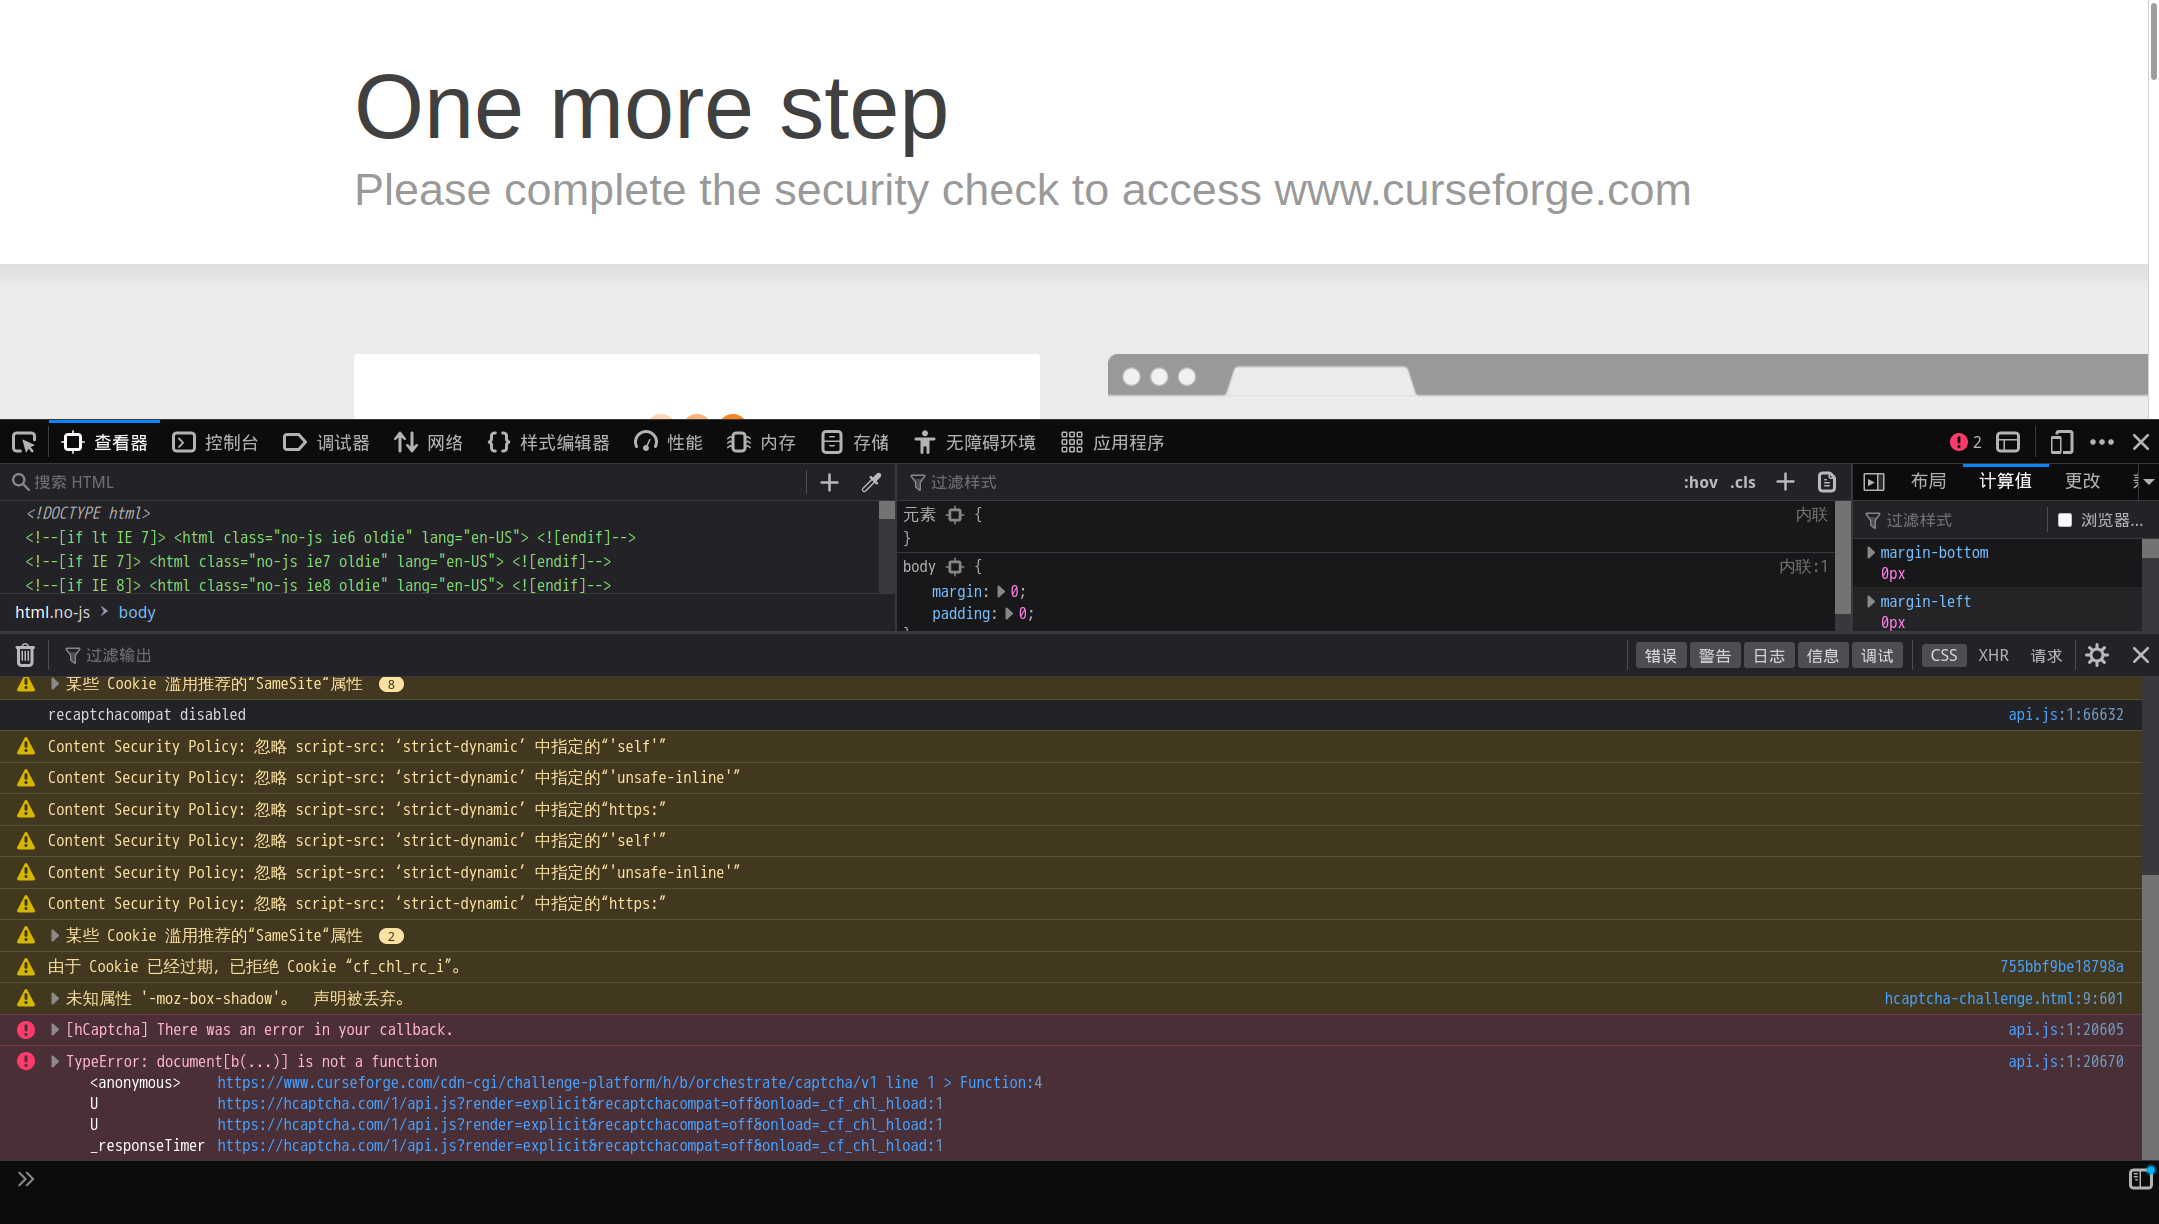 One more step
Please complete the security check to access www.curseforge.com
查看器 控制台 调试器 网络 样式编辑器 性能 内存 存储 无障碍环境 应用程序 2
搜索 HTML
过滤样式 :hov .cls
布局 计算值 更改
<!DOCTYPE html>
<!--[if lt IE 7]> <html class="no-js ie6 oldie" lang="en-US"> <![endif]-->
<!--[if IE 7]> <html class="no-js ie7 oldie" lang="en-US"> <![endif]-->
<!--[if IE 8]> <html class="no-js ie8 oldie" lang="en-US"> <![endif]-->
html.no-js body
元素 { 内联
}
body { 内联:1
margin: 0;
padding: 0;
过滤样式 浏览器...
margin-bottom
0px
margin-left
0px
过滤输出 错误 警告 日志 信息 调试 CSS XHR 请求
某些 Cookie 滥用推荐的“SameSite“属性 8
recaptchacompat disabled api.js:1:66632
Content Security Policy: 忽略 script-src: ‘strict-dynamic’ 中指定的“'self'”
Content Security Policy: 忽略 script-src: ‘strict-dynamic’ 中指定的“'unsafe-inline'”
Content Security Policy: 忽略 script-src: ‘strict-dynamic’ 中指定的“https:”
Content Security Policy: 忽略 script-src: ‘strict-dynamic’ 中指定的“'self'”
Content Security Policy: 忽略 script-src: ‘strict-dynamic’ 中指定的“'unsafe-inline'”
Content Security Policy: 忽略 script-src: ‘strict-dynamic’ 中指定的“https:”
某些 Cookie 滥用推荐的“SameSite“属性 2
由于 Cookie 已经过期, 已拒绝 Cookie “cf_chl_rc_i”。 755bbf9be18798a
未知属性 '-moz-box-shadow'。 声明被丢弃。 hcaptcha-challenge.html:9:601
[hCaptcha] There was an error in your callback. api.js:1:20605
TypeError: document[b(...)] is not a function api.js:1:20670
<anonymous> https://www.curseforge.com/cdn-cgi/challenge-platform/h/b/orchestrate/captcha/v1 line 1 > Function:4
U https://hcaptcha.com/1/api.js?render=explicit&recaptchacompat=off&onload=_cf_chl_hload:1
U https://hcaptcha.com/1/api.js?render=explicit&recaptchacompat=off&onload=_cf_chl_hload:1
_responseTimer https://hcaptcha.com/1/api.js?render=explicit&recaptchacompat=off&onload=_cf_chl_hload:1